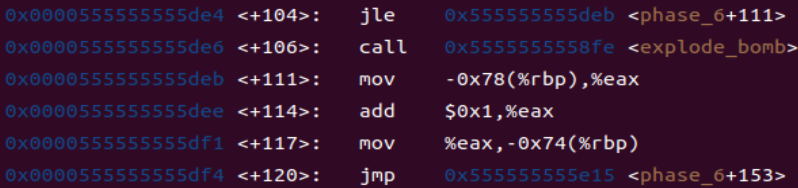 0x0000555555555de4 <+104>: jle 0x555555555deb <phase_6+111>
0x0000555555555de6 <+106>: call 0x5555555558fe <explode_bomb>
0x0000555555555deb <+111>: mov -0x78(%rbp),%eax
0x0000555555555dee <+114>: add $0x1,%eax
0x0000555555555df1 <+117>: mov %eax,-0x74(%rbp)
0x0000555555555df4 <+120>: jmp 0x555555555e15 <phase_6+153>